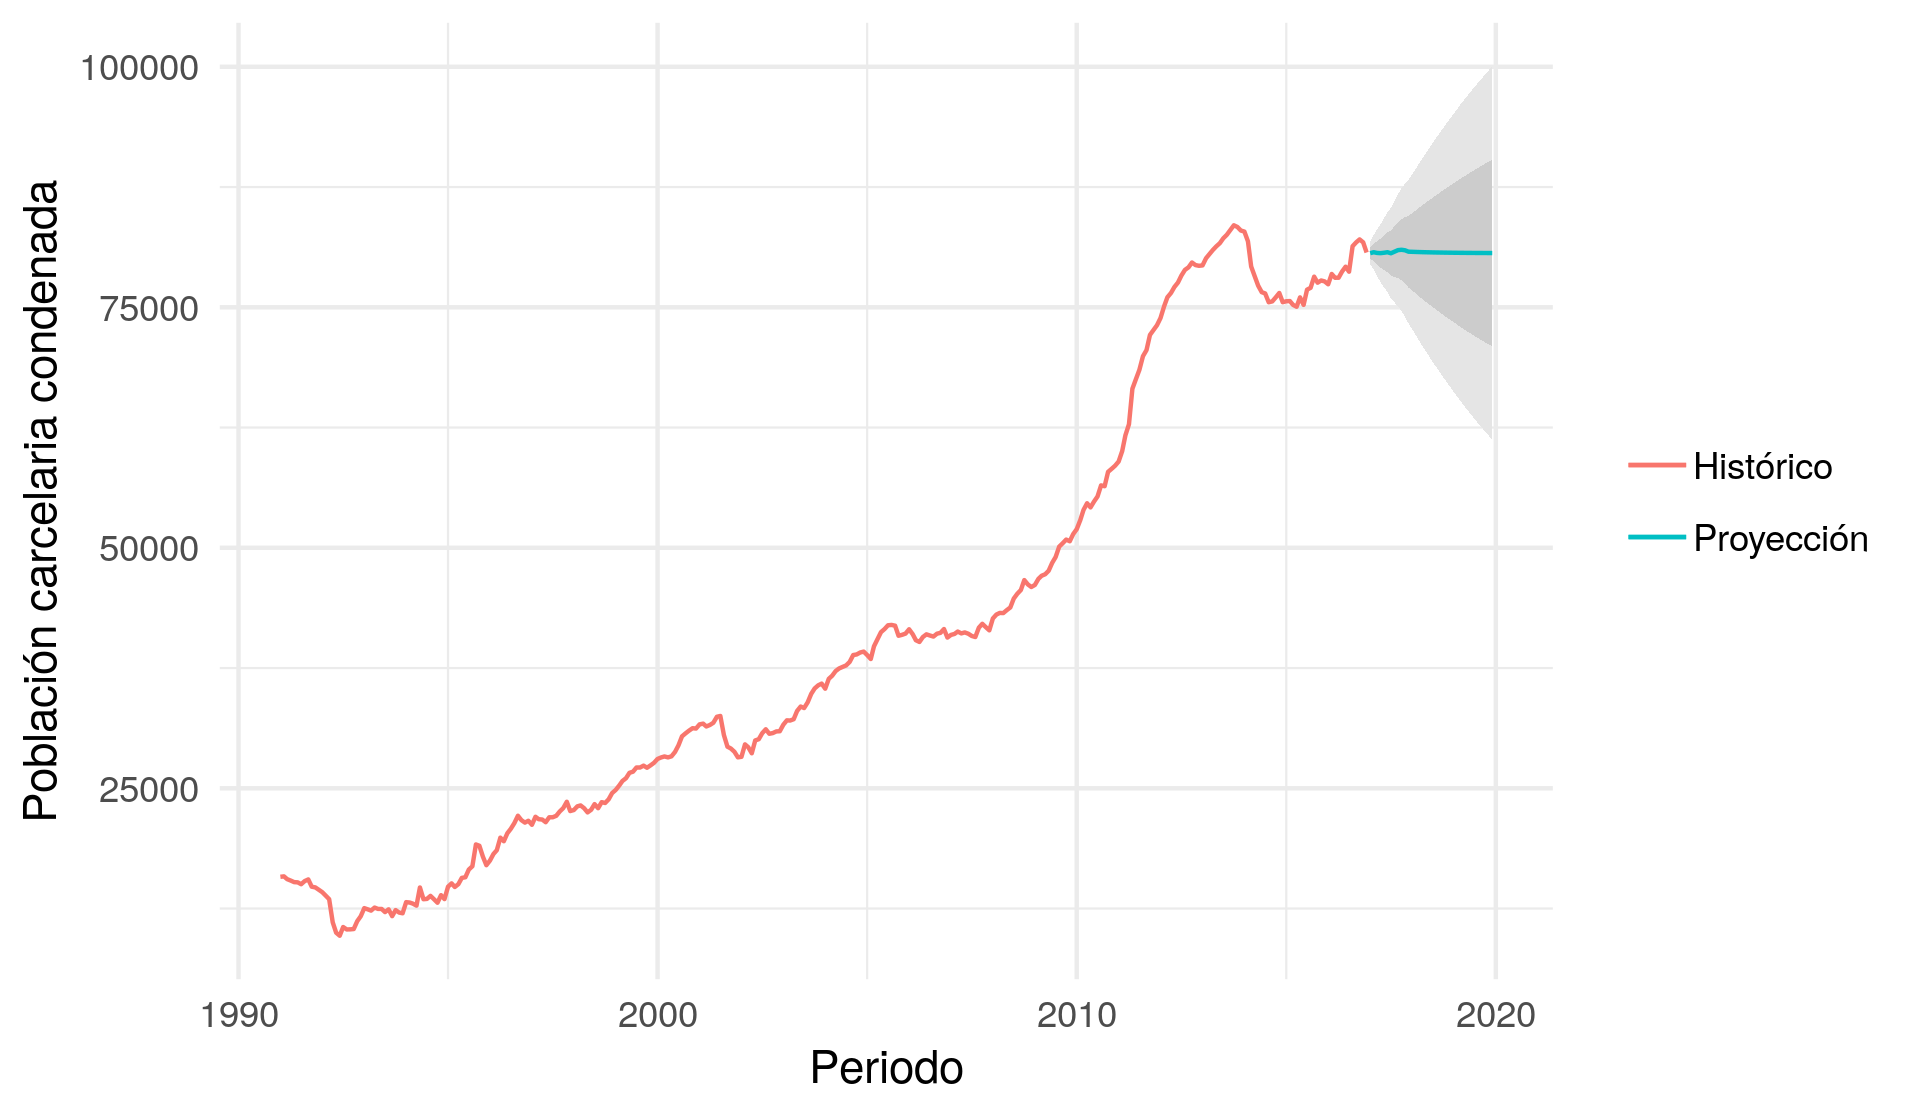 100000
75000
50000
25000
Población carcelaria condenada
1990 2000 2010 2020
Periodo
Histórico
Proyección